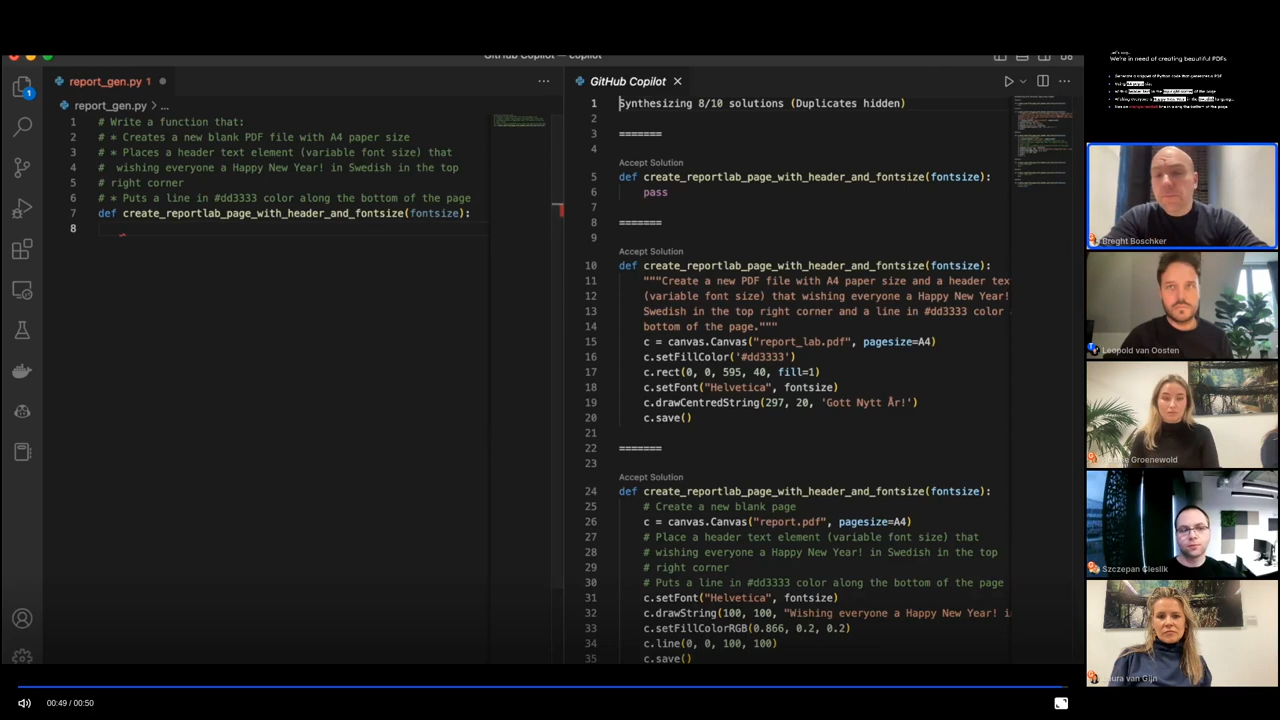 GitHub Copilot — copilot
report_gen.py 1
report_gen.py > ...
1 # Write a function that:
2 # * Creates a new blank PDF file with A4 paper size
3 # * Places a header text element (variable font size) that
4 #  wishing everyone a Happy New Year! in Swedish in the top
5 # right corner
6 # * Puts a line in #dd3333 color along the bottom of the page
7 def create_reportlab_page_with_header_and_fontsize(fontsize):
8
GitHub Copilot
1 Synthesizing 8/10 solutions (Duplicates hidden)
2
3 =======
4
Accept Solution
5 def create_reportlab_page_with_header_and_fontsize(fontsize):
6 pass
7
8 =======
9
Accept Solution
10 def create_reportlab_page_with_header_and_fontsize(fontsize):
11 """Create a new PDF file with A4 paper size and a header tex
12 (variable font size) that wishing everyone a Happy New Year!
13 Swedish in the top right corner and a line in #dd3333 color
14 bottom of the page."""
15 c = canvas.Canvas("report_lab.pdf", pagesize=A4)
16 c.setFillColor('#dd3333')
17 c.rect(0, 0, 595, 40, fill=1)
18 c.setFont("Helvetica", fontsize)
19 c.drawCentredString(297, 20, 'Gott Nytt År!')
20 c.save()
21
22 =======
23
Accept Solution
24 def create_reportlab_page_with_header_and_fontsize(fontsize):
25 # Create a new blank page
26 c = canvas.Canvas("report.pdf", pagesize=A4)
27 # Place a header text element (variable font size) that
28 # wishing everyone a Happy New Year! in Swedish in the top
29 # right corner
30 # Puts a line in #dd3333 color along the bottom of the page
31 c.setFont("Helvetica", fontsize)
32 c.drawString(100, 100, "Wishing everyone a Happy New Year! i
33 c.setFillColorRGB(0.866, 0.2, 0.2)
34 c.line(0, 0, 100, 100)
35 c.save()
1
We're in need of creating beautiful PDFs
Breght Boschker
Leopold van Oosten
Groenewold
Szczepan Cieslik
van Gijn
00:49 / 00:50